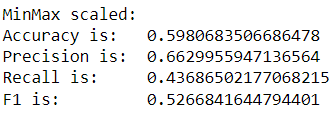 MinMax scaled:
Accuracy is:   0.5980683506686478
Precision is:  0.6629955947136564
Recall is:     0.43686502177068215
F1 is:         0.5266841644794401